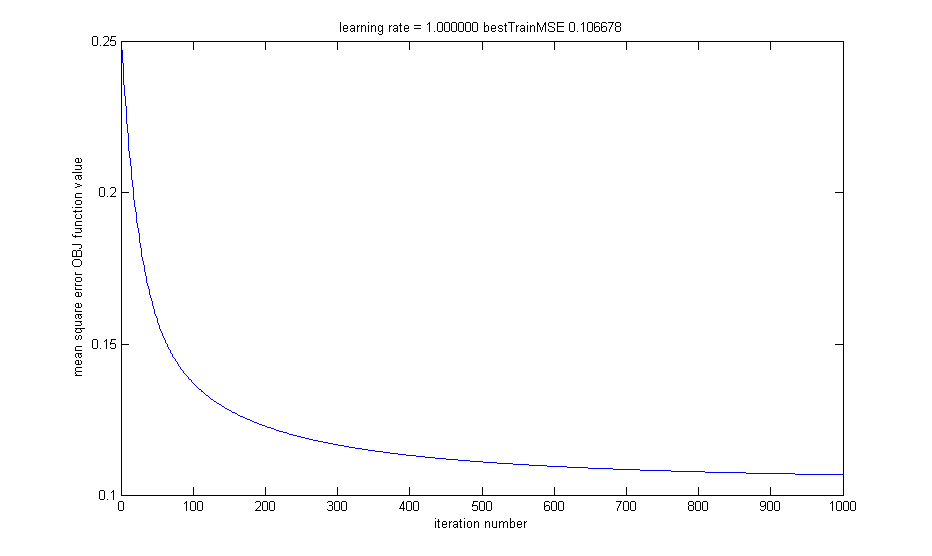 learning rate = 1.000000 bestTrainMSE 0.106678
mean square error OBJ function value
0.25
0.2
0.15
0.1
0 100 200 300 400 500 600 700 800 900 1000
iteration number